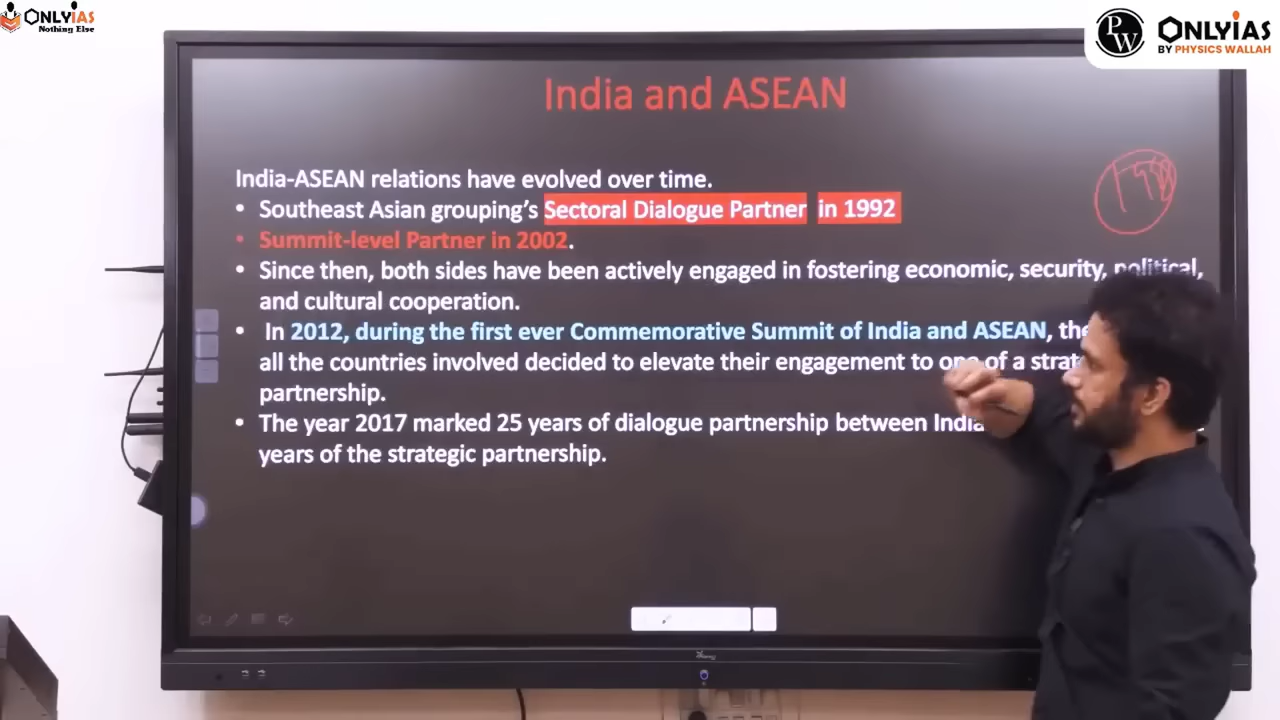 ONLYIAS
Nothing Else
PW
ONLYIAS
BY PHYSICS WALLAH
India and ASEAN
India-ASEAN relations have evolved over time.
• Southeast Asian grouping's Sectoral Dialogue Partner in 1992
• Summit-level Partner in 2002.
• Since then, both sides have been actively engaged in fostering economic, security, political,
and cultural cooperation.
• In 2012, during the first ever Commemorative Summit of India and ASEAN, the
all the countries involved decided to elevate their engagement to one of a strat
partnership.
• The year 2017 marked 25 years of dialogue partnership between India
years of the strategic partnership.